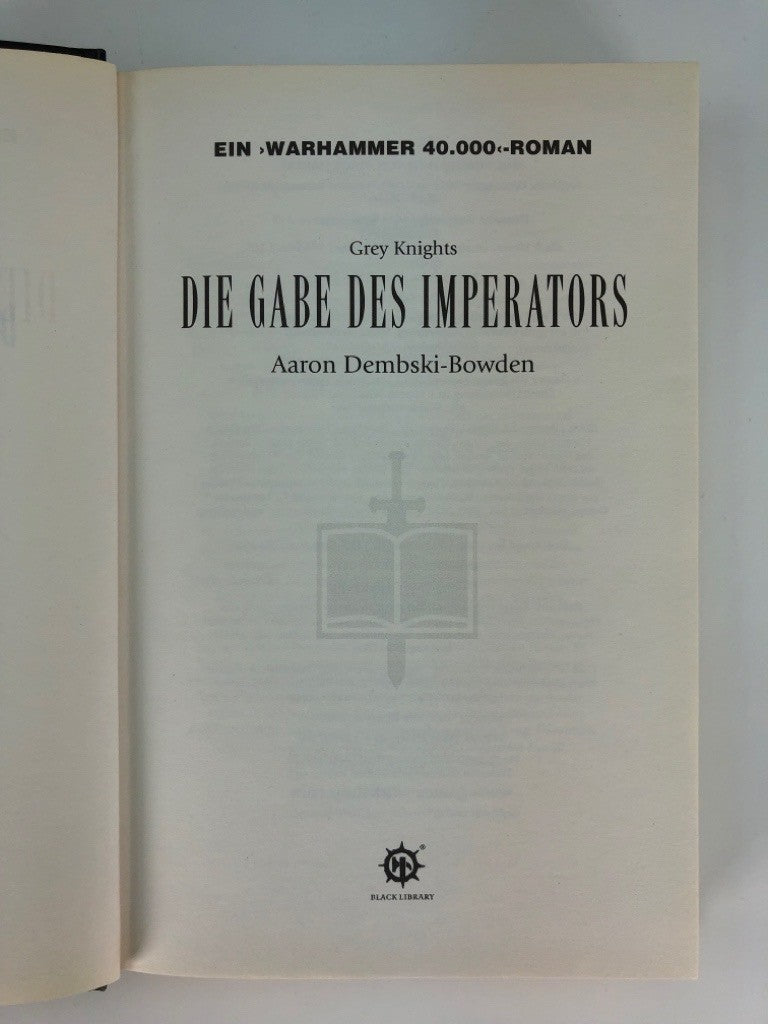 EIN ›WARHAMMER 40.000‹-ROMAN
Grey Knights
DIE GABE DES IMPERATORS
Aaron Dembski-Bowden
®
BLACK LIBRARY